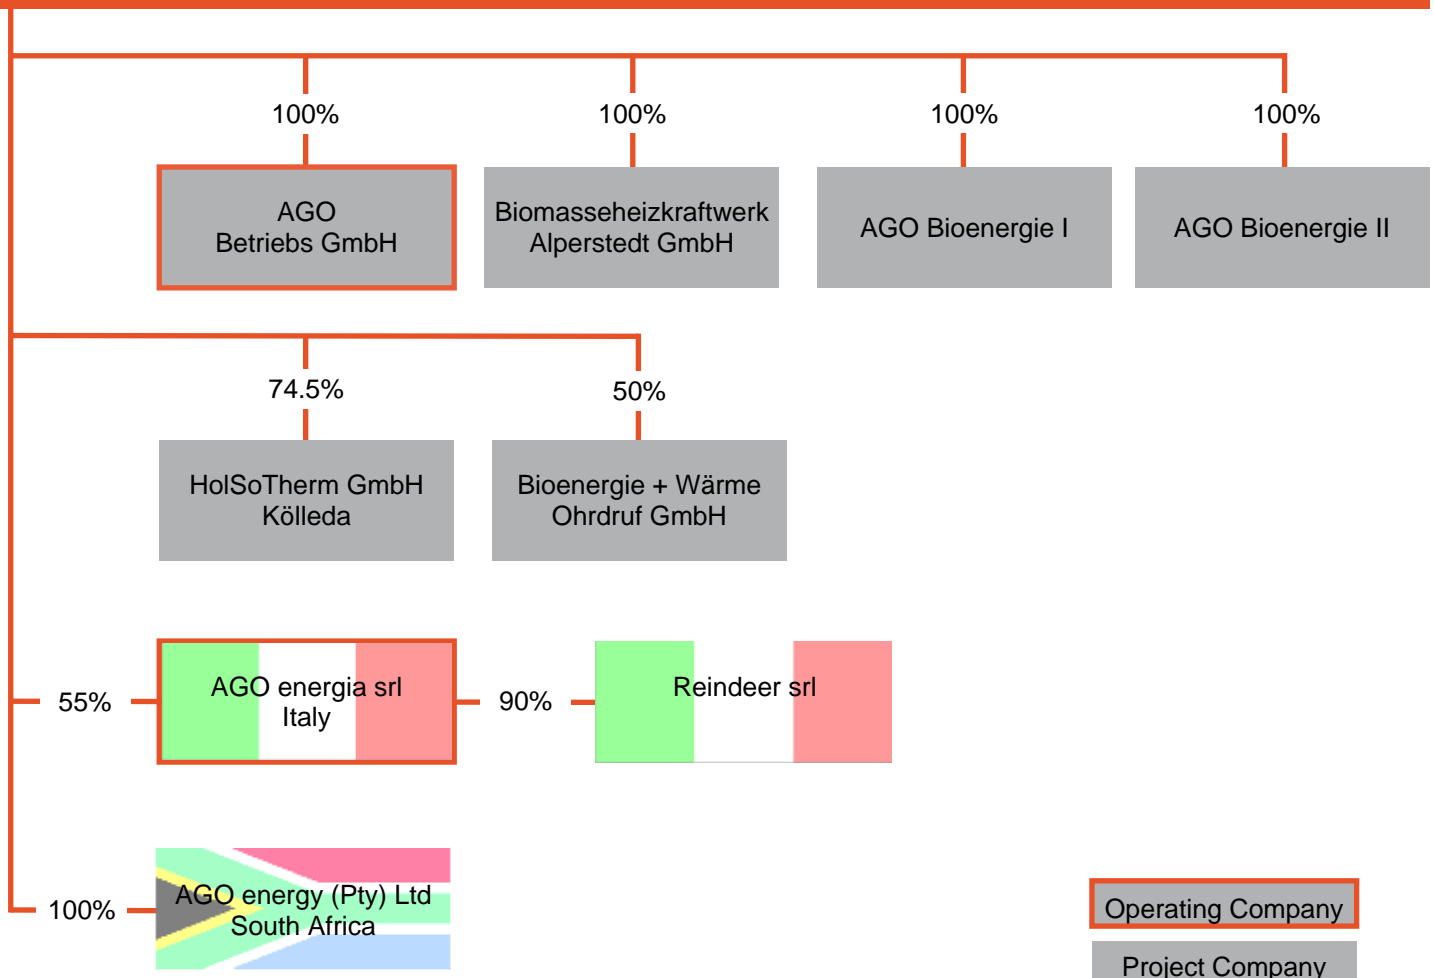 100%
100%
100%
100%
AGO
Betriebs GmbH
Biomasseheizkraftwerk
Alperstedt GmbH
AGO Bioenergie I
AGO Bioenergie II
74.5%
50%
HolSoTherm GmbH
Kölleda
Bioenergie + Wärme
Ohrdruf GmbH
55%
AGO energia srl
Italy
90%
Reindeer srl
100%
AGO energy (Pty) Ltd
South Africa
Operating Company
Project Company